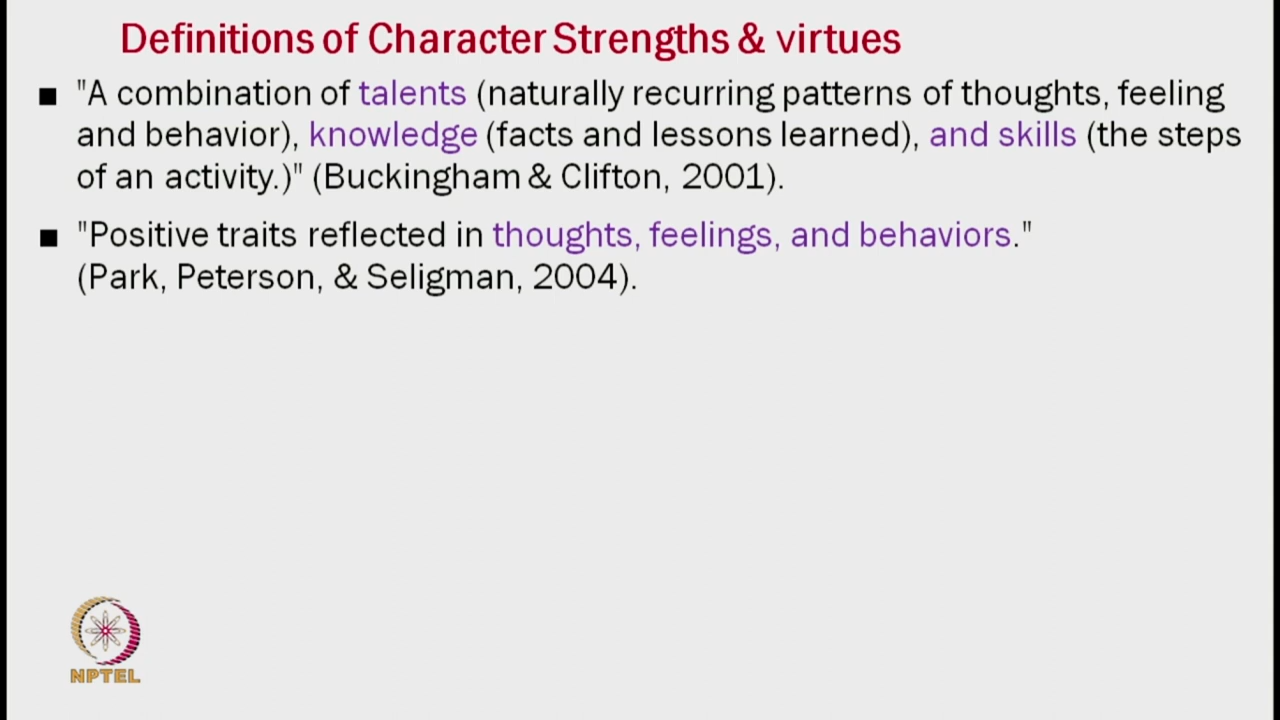 Definitions of Character Strengths & virtues
■ "A combination of talents (naturally recurring patterns of thoughts, feeling
and behavior), knowledge (facts and lessons learned), and skills (the steps
of an activity.)" (Buckingham & Clifton, 2001).
■ "Positive traits reflected in thoughts, feelings, and behaviors."
(Park, Peterson, & Seligman, 2004).
NPTEL